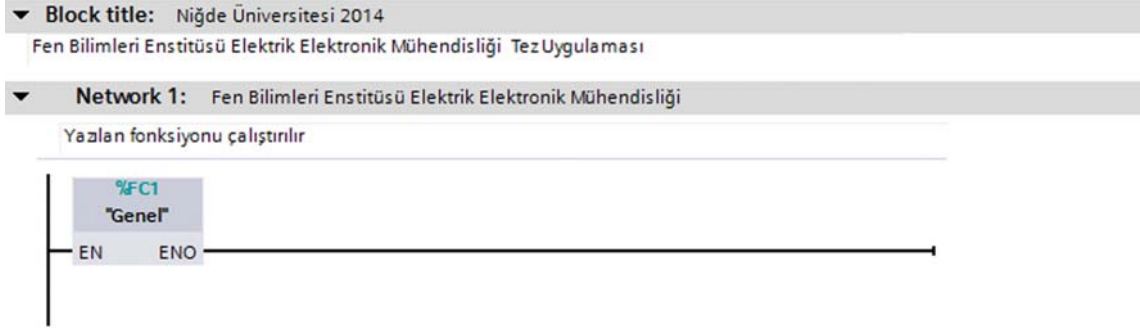 Block title: Niğde Üniversitesi 2014
Fen Bilimleri Enstitüsü Elektrik Elektronik Mühendisliği Tez Uygulaması
Network 1: Fen Bilimleri Enstitüsü Elektrik Elektronik Mühendisliği
Yazılan fonksiyonu çalıştırılır
%FC1
"Genel"
EN ENO